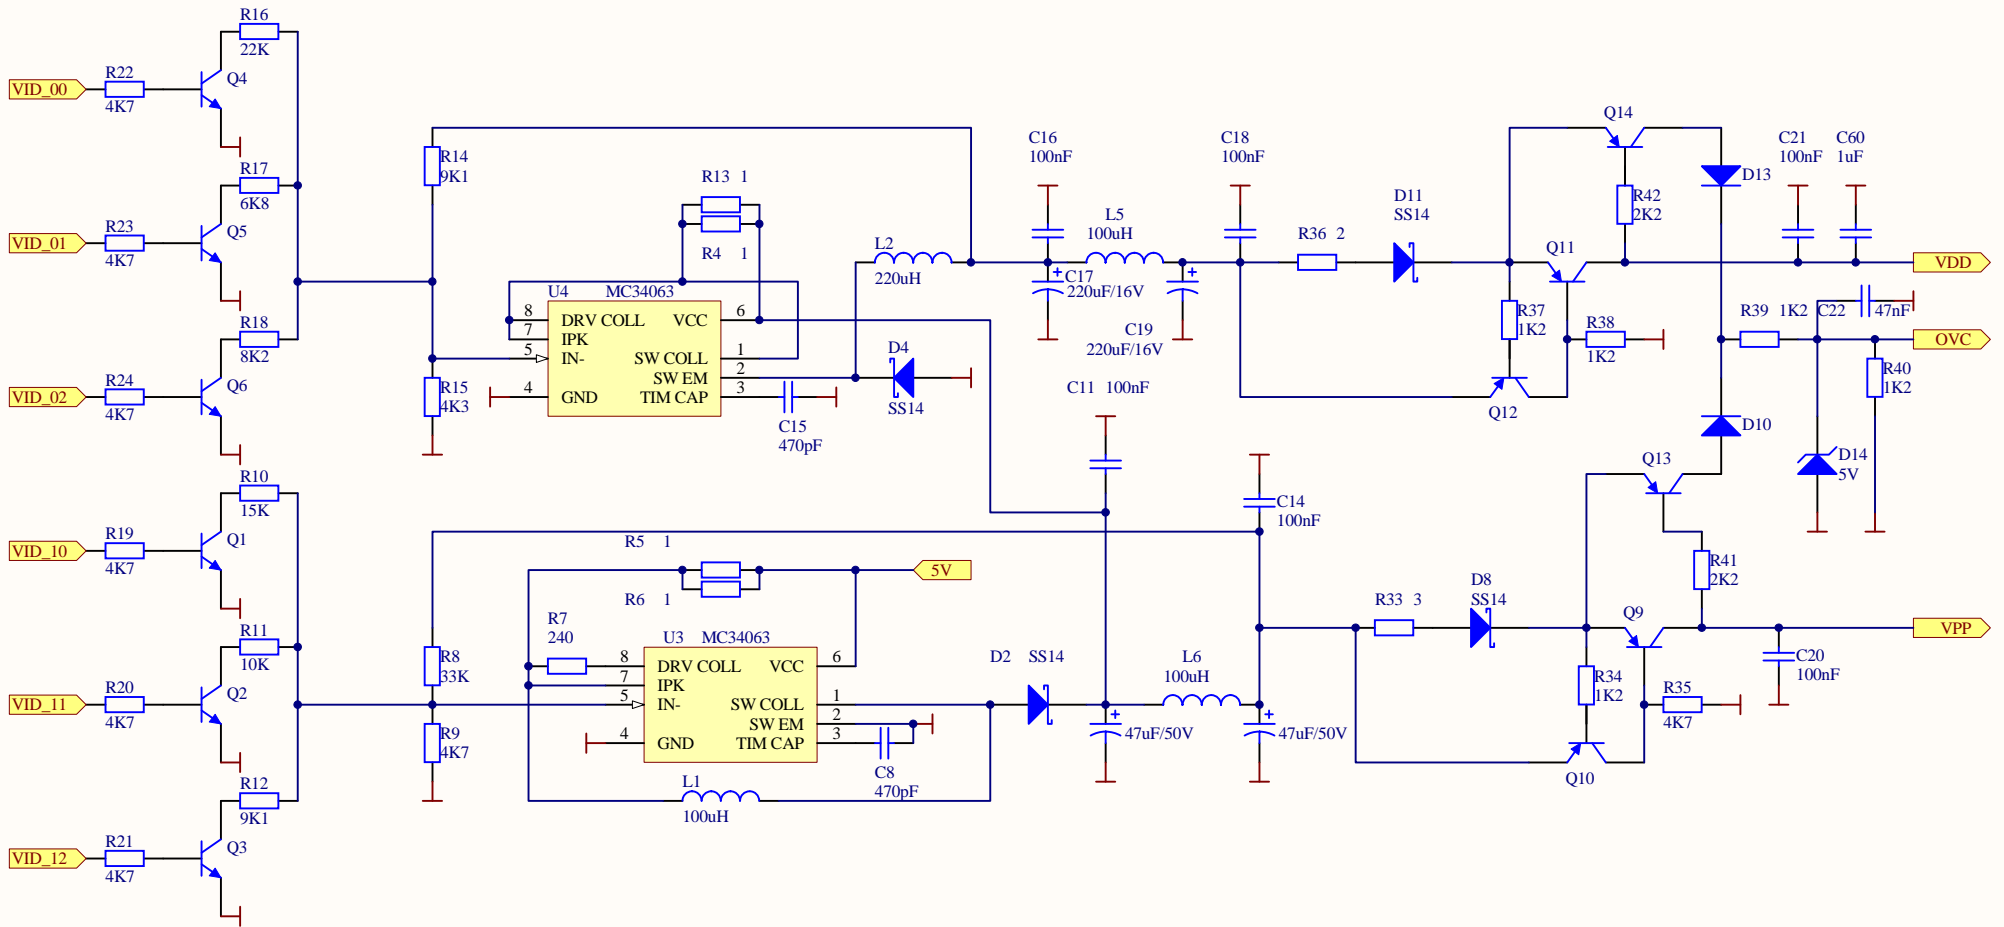 R16
22K
VID_00
R22
4K7
Q4
R17
6K8
VID_01
R23
4K7
Q5
R18
8K2
VID_02
R24
4K7
Q6
R10
15K
VID_10
R19
4K7
Q1
R11
10K
VID_11
R20
4K7
Q2
R12
9K1
VID_12
R21
4K7
Q3
R14
9K1
R15
4K3
R13 1
R4 1
U4 MC34063
8 DRV COLL VCC 6
7 IPK
5 IN- SW COLL 1
SW EM 2
4 GND TIM CAP 3
C15
470pF
L2
220uH
D4
SS14
C16
100nF
C17
220uF/16V
L5
100uH
C18
100nF
C19
220uF/16V
C11 100nF
R36 2
D11
SS14
Q14
R42
2K2
D13
Q11
R37
1K2
R38
1K2
Q12
C21
100nF
C60
1uF
VDD
R39 1K2
C22 47nF
OVC
R40
1K2
D10
D14
5V
Q13
R41
2K2
C14
100nF
R5 1
R6 1
5V
R7
240
U3 MC34063
8 DRV COLL VCC 6
7 IPK
5 IN- SW COLL 1
SW EM 2
4 GND TIM CAP 3
R8
33K
R9
4K7
C8
470pF
L1
100uH
D2 SS14
L6
100uH
47uF/50V
47uF/50V
R33 3
D8
SS14
Q9
R34
1K2
R35
4K7
Q10
C20
100nF
VPP